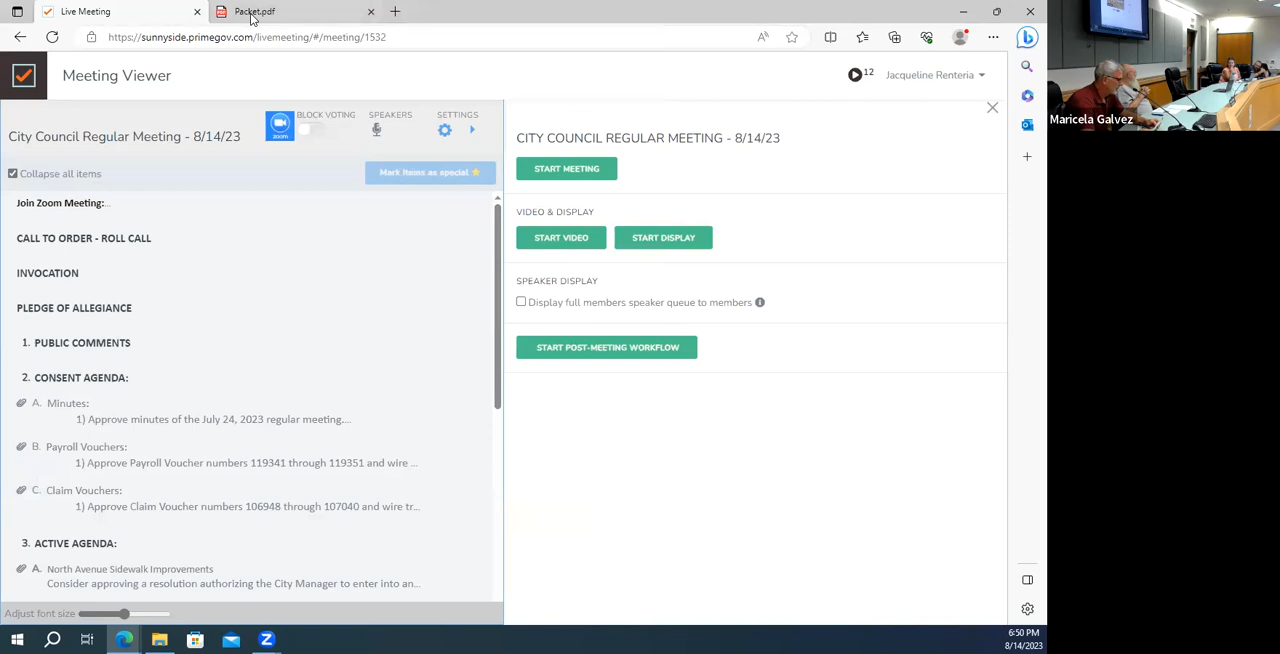 Live Meeting
Packet.pdf
https://sunnyside.primegov.com/livemeeting/#/meeting/1532
Meeting Viewer
12
Jacqueline Renteria
City Council Regular Meeting - 8/14/23
zoom
BLOCK VOTING
SPEAKERS
SETTINGS
Collapse all items
Mark items as special
Join Zoom Meeting:...
CALL TO ORDER - ROLL CALL
INVOCATION
PLEDGE OF ALLEGIANCE
1. PUBLIC COMMENTS
2. CONSENT AGENDA:
A. Minutes:
1) Approve minutes of the July 24, 2023 regular meeting....
B. Payroll Vouchers:
1) Approve Payroll Voucher numbers 119341 through 119351 and wire ...
C. Claim Vouchers:
1) Approve Claim Voucher numbers 106948 through 107040 and wire tr...
3. ACTIVE AGENDA:
A. North Avenue Sidewalk Improvements
Consider approving a resolution authorizing the City Manager to enter into an...
Adjust font size
CITY COUNCIL REGULAR MEETING - 8/14/23
START MEETING
VIDEO & DISPLAY
START VIDEO
START DISPLAY
SPEAKER DISPLAY
Display full members speaker queue to members
START POST-MEETING WORKFLOW
Maricela Galvez
6:50 PM
8/14/2023